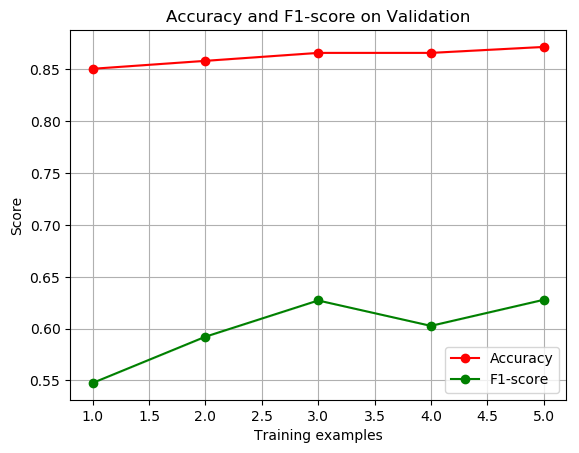 Accuracy and F1-score on Validation
Score
0.85
0.80
0.75
0.70
0.65
0.60
0.55
Accuracy
F1-score
1.0 1.5 2.0 2.5 3.0 3.5 4.0 4.5 5.0
Training examples